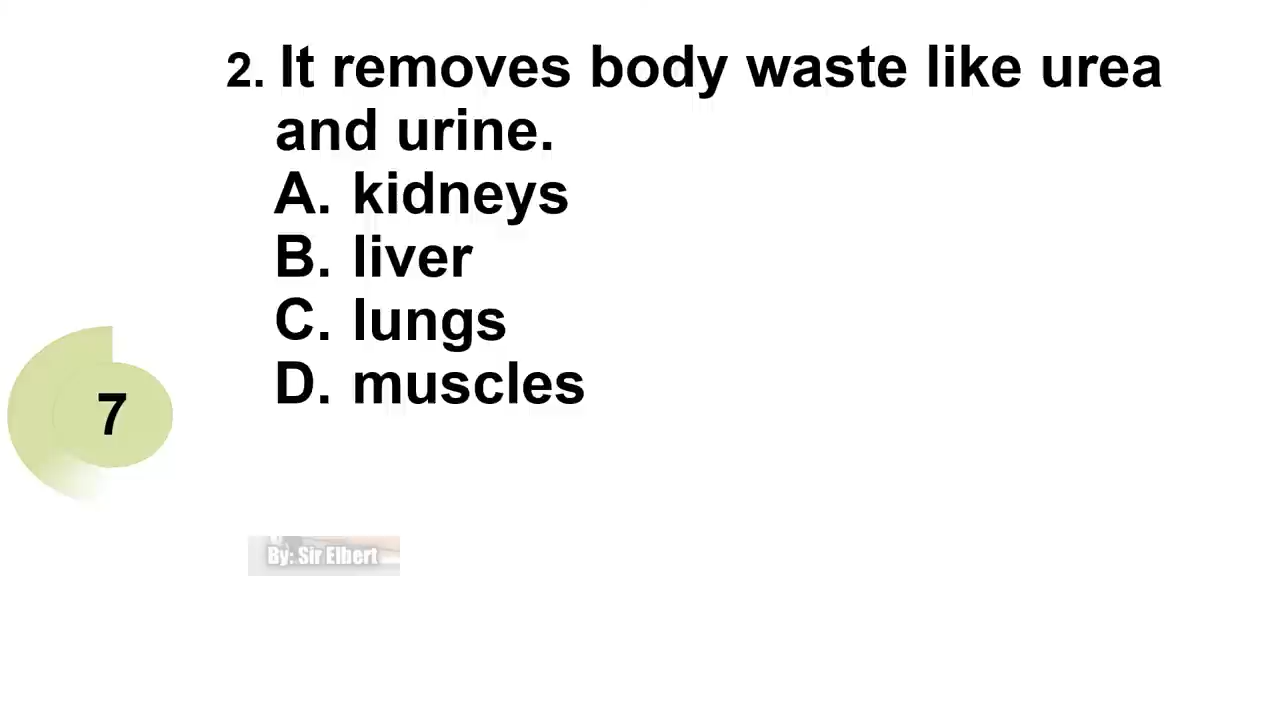 2. It removes body waste like urea
and urine.
A. kidneys
B. liver
C. lungs
D. muscles
7
By: Sir Elbert